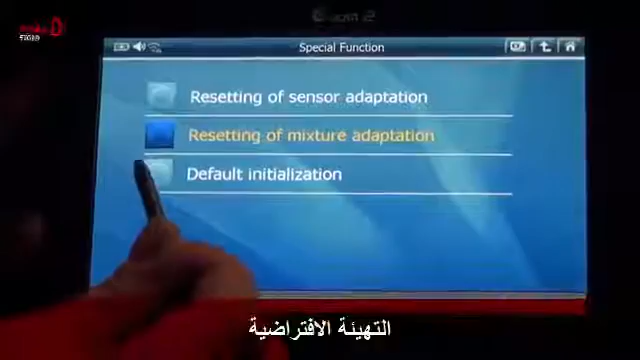 Special Function
Resetting of sensor adaptation
Resetting of mixture adaptation
Default initialization
التهيئة الافتراضية